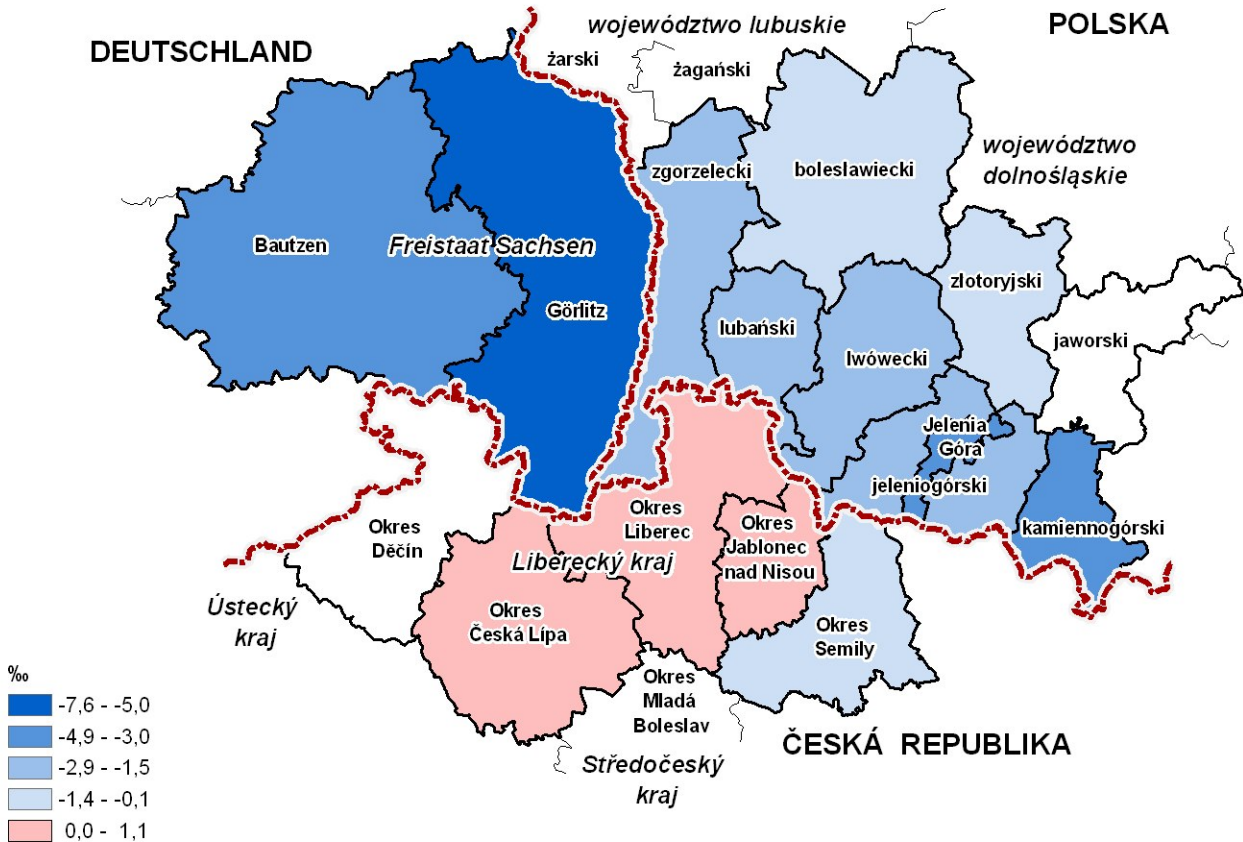 DEUTSCHLAND
województwo lubuskie
POLSKA
żarski
żagański
zgorzelecki
boleslawiecki
województwo
dolnośląskie
Bautzen
Freistaat Sachsen
Görlitz
lubański
lwówecki
zlotoryjski
jaworski
Jelenia
Góra
jeleniogórski
kamiennogórski
Okres
Děčín
Okres
Liberec
Okres
Jablonec
nad Nisou
Liberecký kraj
Ústecký
kraj
Okres
Česká Lípa
Okres
Semily
Okres
Mladá
Boleslav
Středočeský
kraj
ČESKÁ REPUBLIKA
‰
-7,6 - -5,0
-4,9 - -3,0
-2,9 - -1,5
-1,4 - -0,1
0,0 - 1,1